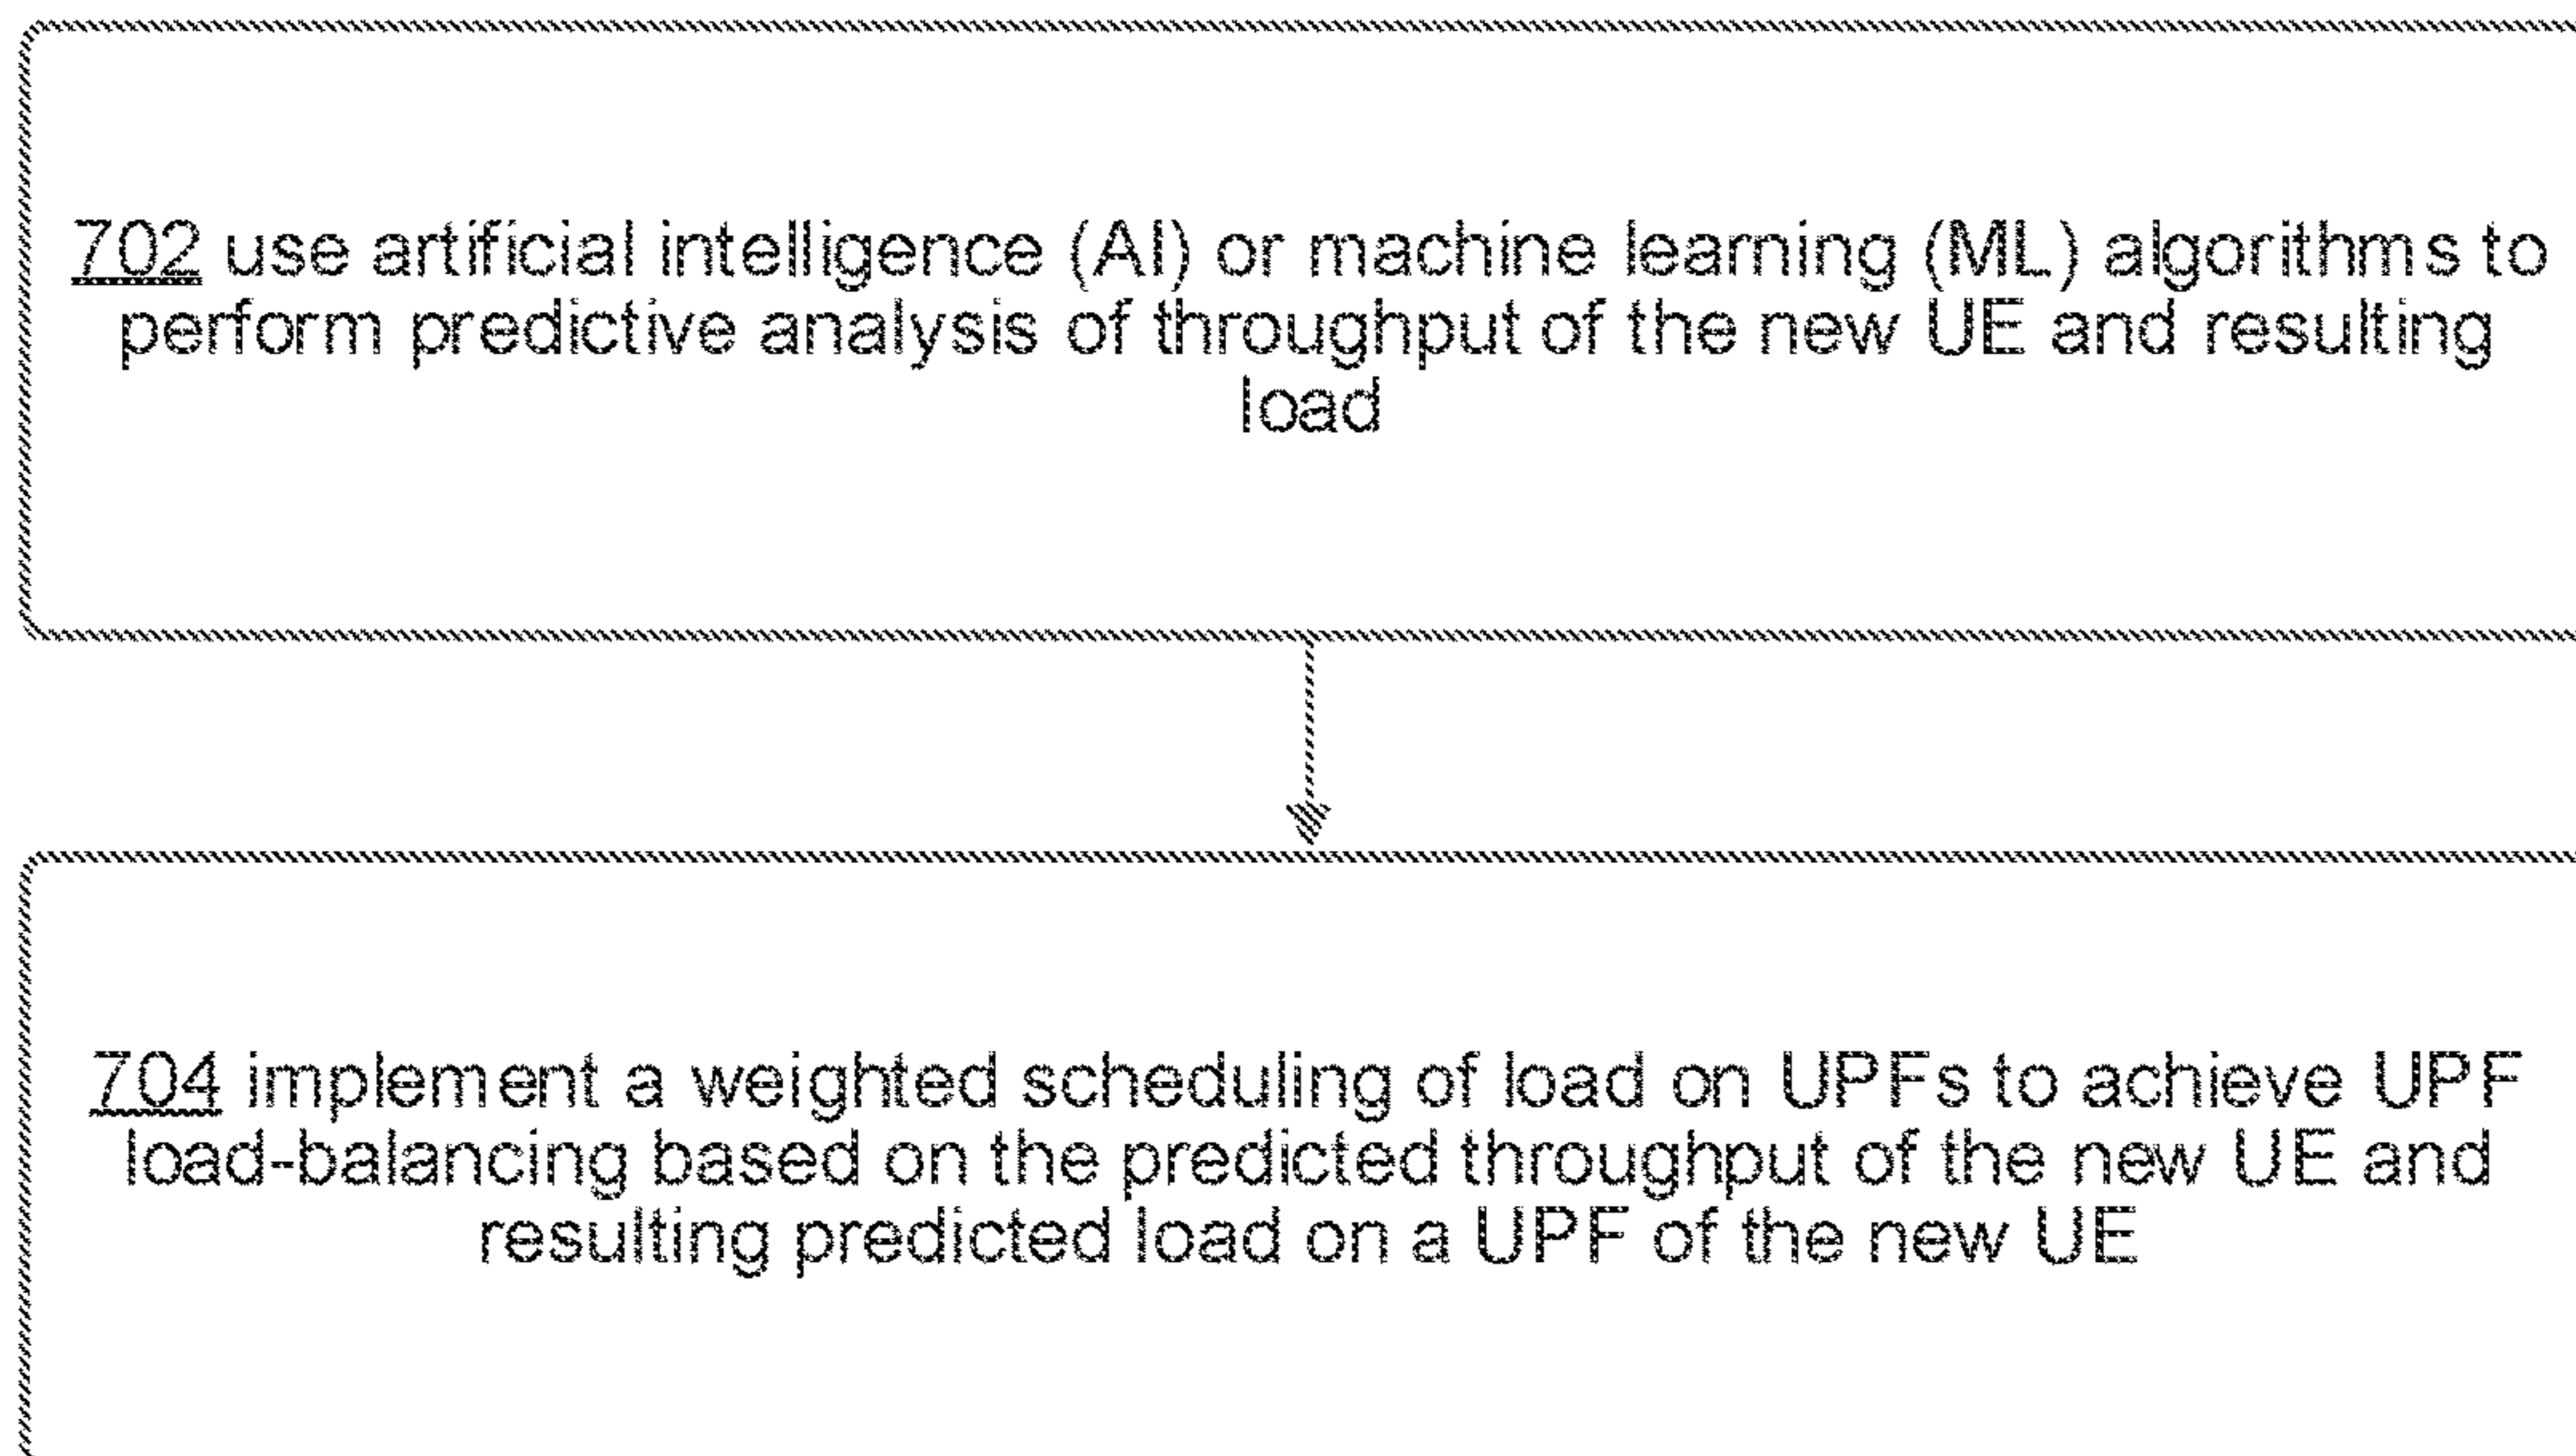 702 use artificial intelligence (AI) or machine learning (ML) algorithms to
perform predictive analysis of throughput of the new UE and resulting
load
704 implement a weighted scheduling of load on UPFs to achieve UPF
load-balancing based on the predicted throughput of the new UE and
resulting predicted load on a UPF of the new UE